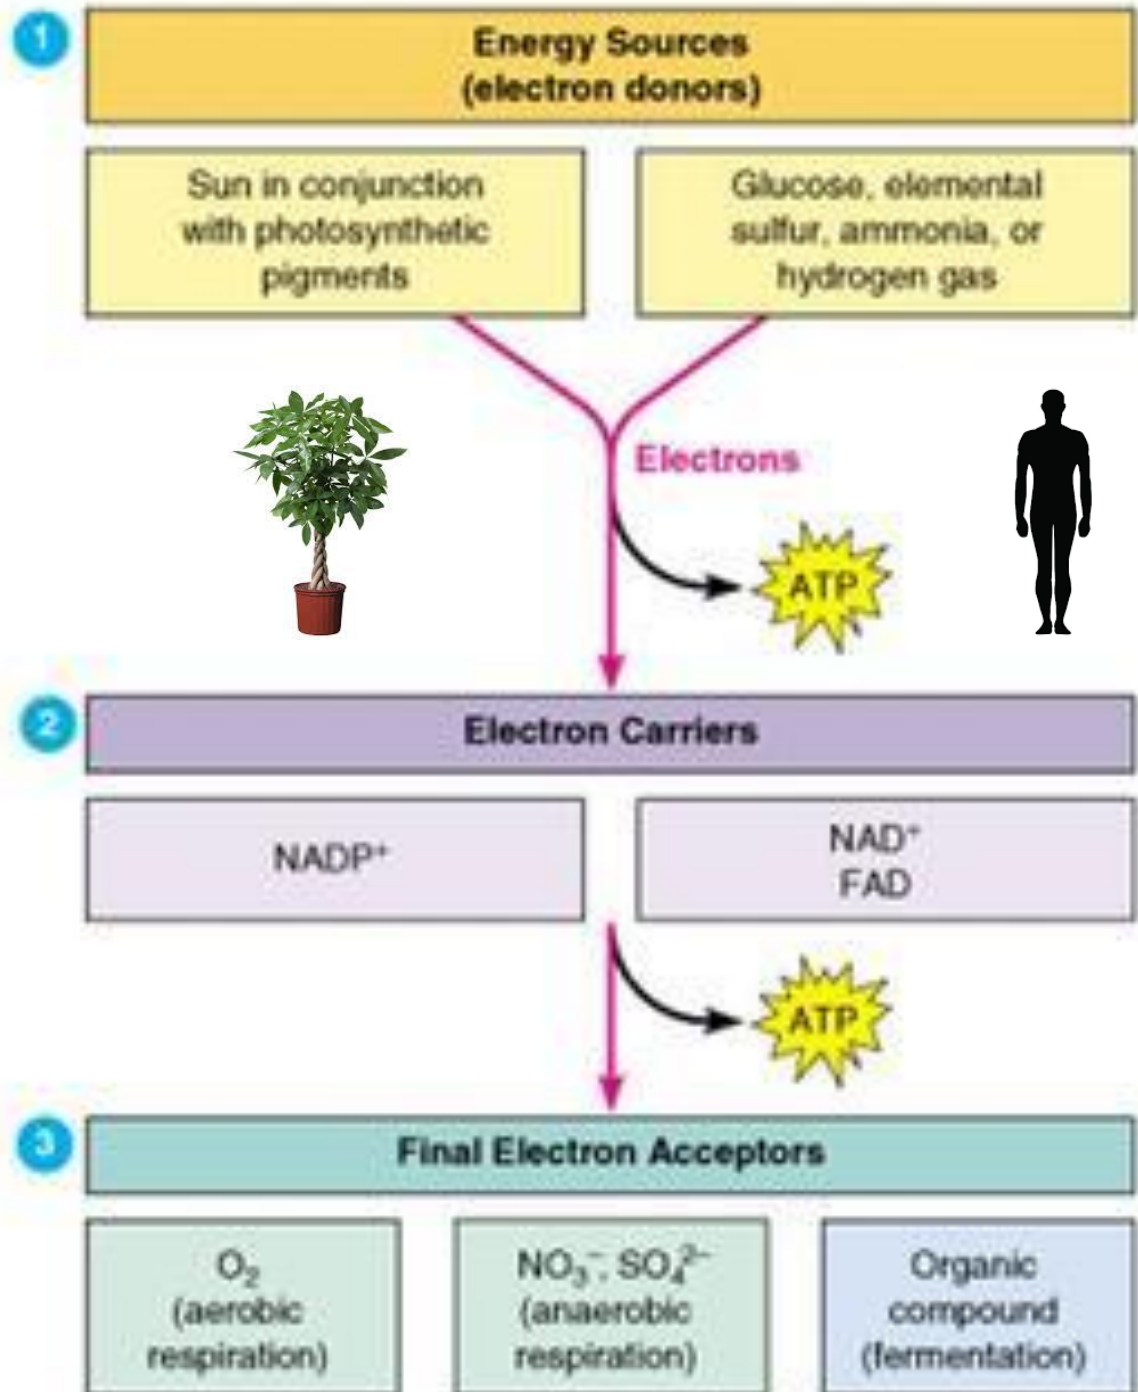 1
Energy Sources
(electron donors)
Sun in conjunction
with photosynthetic
pigments
Glucose, elemental
sulfur, ammonia, or
hydrogen gas
Electrons
ATP
2
Electron Carriers
NADP⁺
NAD⁺
FAD
ATP
3
Final Electron Acceptors
O₂
(aerobic
respiration)
NO₃⁻, SO₄²⁻
(anaerobic
respiration)
Organic
compound
(fermentation)